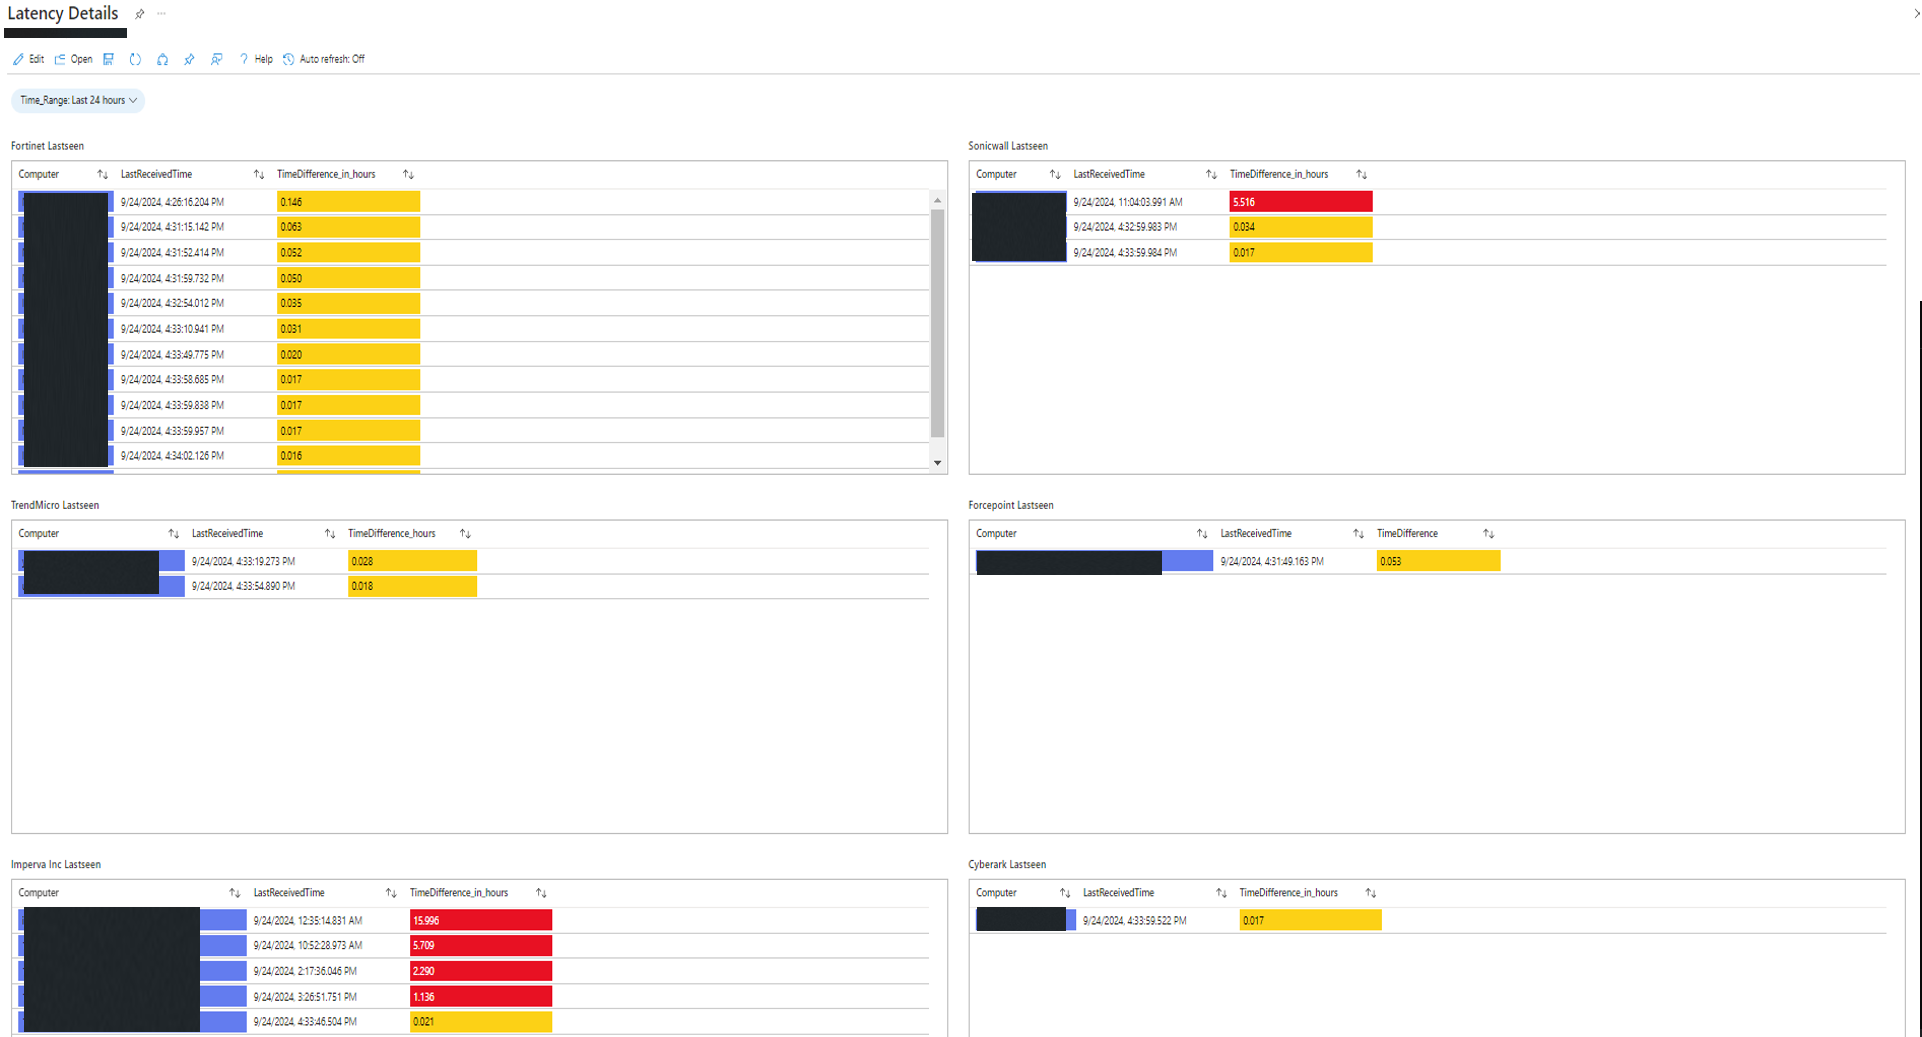 Latency Details
Edit Open Help Auto refresh: Off
Time_Range: Last 24 hours
Fortinet Lastseen
Computer LastReceivedTime TimeDifference_in_hours
9/24/2024, 4:26:16.204 PM 0.146
9/24/2024, 4:31:15.142 PM 0.063
9/24/2024, 4:31:52.414 PM 0.052
9/24/2024, 4:31:59.732 PM 0.050
9/24/2024, 4:32:54.012 PM 0.035
9/24/2024, 4:33:10.941 PM 0.031
9/24/2024, 4:33:49.775 PM 0.020
9/24/2024, 4:33:58.685 PM 0.017
9/24/2024, 4:33:59.838 PM 0.017
9/24/2024, 4:33:59.957 PM 0.017
9/24/2024, 4:34:02.126 PM 0.016
Sonicwall Lastseen
Computer LastReceivedTime TimeDifference_in_hours
9/24/2024, 11:04:03.991 AM 5.516
9/24/2024, 4:32:59.983 PM 0.034
9/24/2024, 4:33:59.984 PM 0.017
TrendMicro Lastseen
Computer LastReceivedTime TimeDifference_hours
9/24/2024, 4:33:19.273 PM 0.028
9/24/2024, 4:33:54.890 PM 0.018
Forcepoint Lastseen
Computer LastReceivedTime TimeDifference
9/24/2024, 4:31:49.163 PM 0.053
Imperva Inc Lastseen
Computer LastReceivedTime TimeDifference_in_hours
9/24/2024, 12:35:14.831 AM 15.996
9/24/2024, 10:52:28.973 AM 5.709
9/24/2024, 2:17:36.046 PM 2.290
9/24/2024, 3:26:51.751 PM 1.136
9/24/2024, 4:33:46.504 PM 0.021
Cyberark Lastseen
Computer LastReceivedTime TimeDifference_in_hours
9/24/2024, 4:33:59.522 PM 0.017